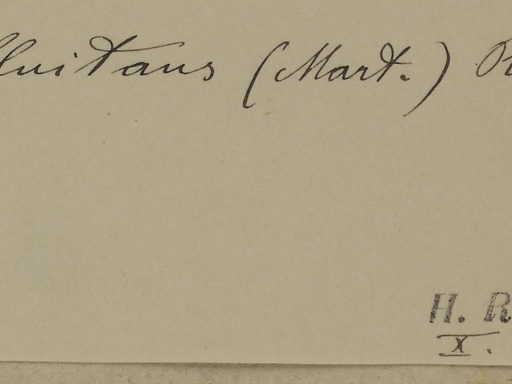 fluitans (Mart.) R
H. R
X.